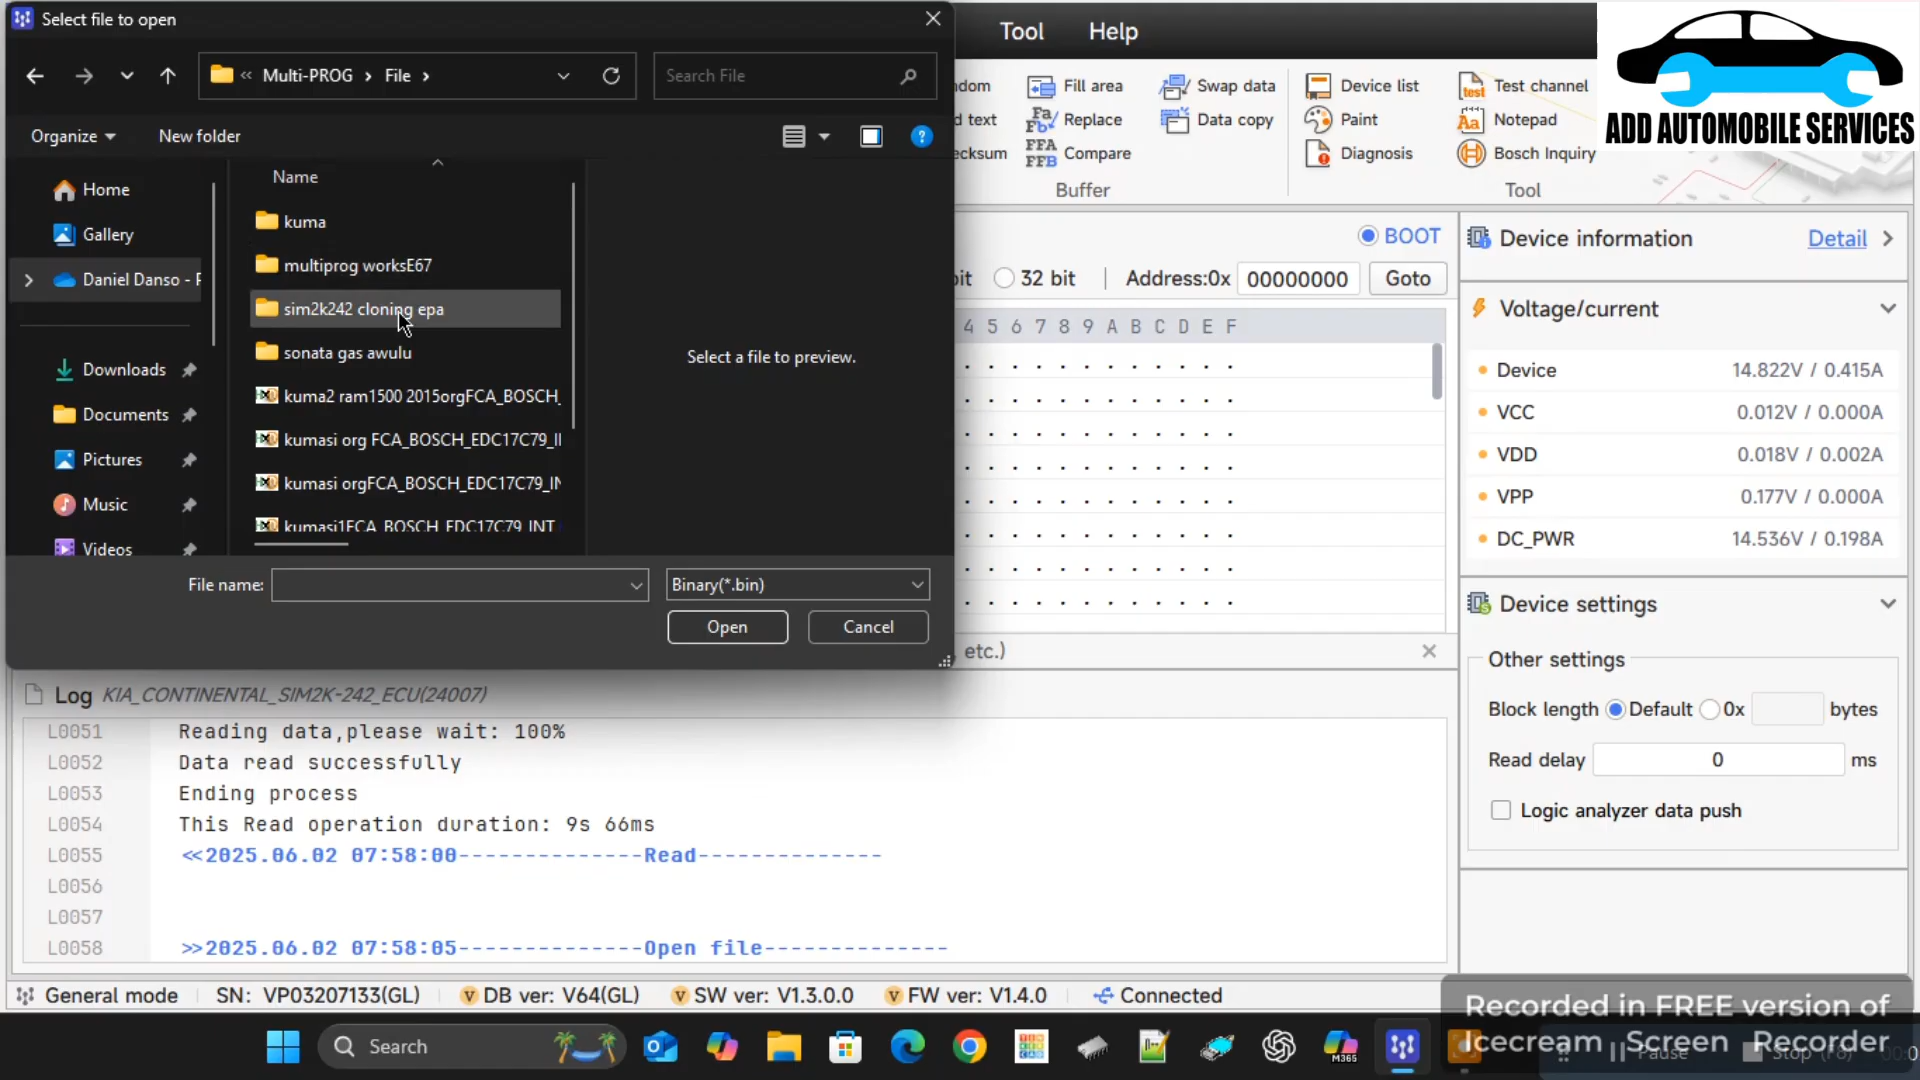 Select file to open
Tool
Help
ADD AUTOMOBILE SERVICES
« Multi-PROG › File ›
Search File
Organize
New folder
Name
Home
Gallery
Daniel Danso -
Downloads
Documents
Pictures
Music
Videos
kuma
multiprog worksE67
sim2k242 cloning epa
sonata gas awulu
kuma2 ram1500 2015orgFCA_BOSCH_
kumasi org FCA_BOSCH_EDC17C79_
kumasi orgFCA_BOSCH_EDC17C79_
kumasi1FCA_BOSCH_EDC17C79_INT
Select a file to preview.
File name:
Binary(*.bin)
Open
Cancel
Fill area
Swap data
Device list
Test channel
text
Replace
Data copy
Paint
Notepad
Compare
Diagnosis
Bosch Inquiry
Buffer
Tool
BOOT
32 bit
Address:0x
00000000
Goto
4 5 6 7 8 9 A B C D E F
etc.)
Device information
Detail
Voltage/current
Device 14.822V / 0.415A
VCC 0.012V / 0.000A
VDD 0.018V / 0.002A
VPP 0.177V / 0.000A
DC_PWR 14.536V / 0.198A
Device settings
Other settings
Block length Default 0x bytes
Read delay 0 ms
Logic analyzer data push
Log KIA_CONTINENTAL_SIM2K-242_ECU(24007)
L0051 Reading data,please wait: 100%
L0052 Data read successfully
L0053 Ending process
L0054 This Read operation duration: 9s 66ms
L0055 <<2025.06.02 07:58:00--------------Read--------------
L0056
L0057
L0058 >>2025.06.02 07:58:05--------------Open file--------------
General mode
SN: VP03207133(GL)
DB ver: V64(GL)
SW ver: V1.3.0.0
FW ver: V1.4.0
Connected
Recorded in FREE version of
Icecream Screen Recorder
Search
M365
Pause
Stop (F8)